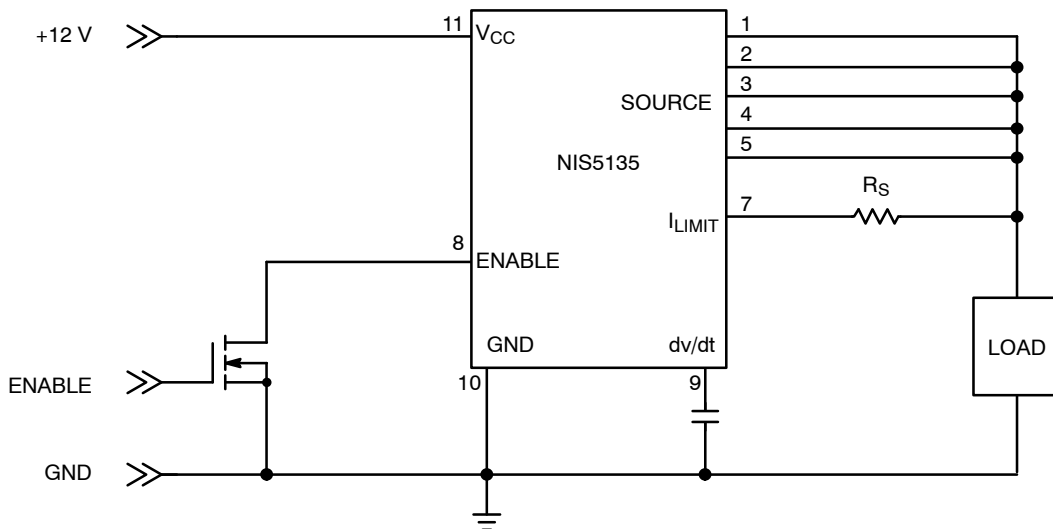 +12 V
11
V_CC
1
2
3
SOURCE
4
5
NIS5135
R_S
7
I_LIMIT
8
ENABLE
GND
dv/dt
LOAD
ENABLE
10
9
GND